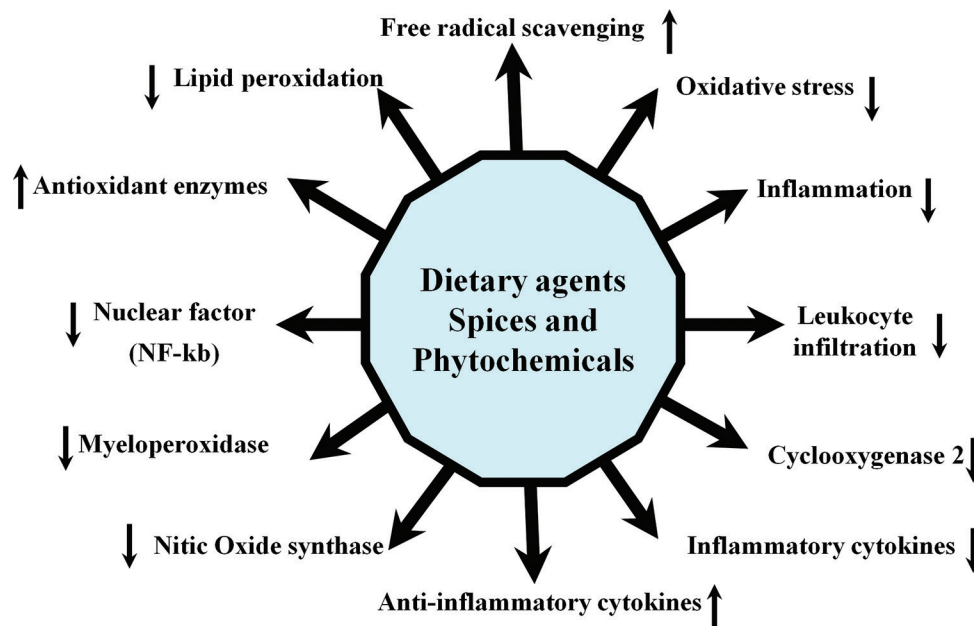 Free radical scavenging
Lipid peroxidation
Oxidative stress
Antioxidant enzymes
Inflammation
Dietary agents
Spices and
Phytochemicals
Nuclear factor
(NF-kb)
Leukocyte
infiltration
Myeloperoxidase
Cyclooxygenase 2
Nitic Oxide synthase
Inflammatory cytokines
Anti-inflammatory cytokines